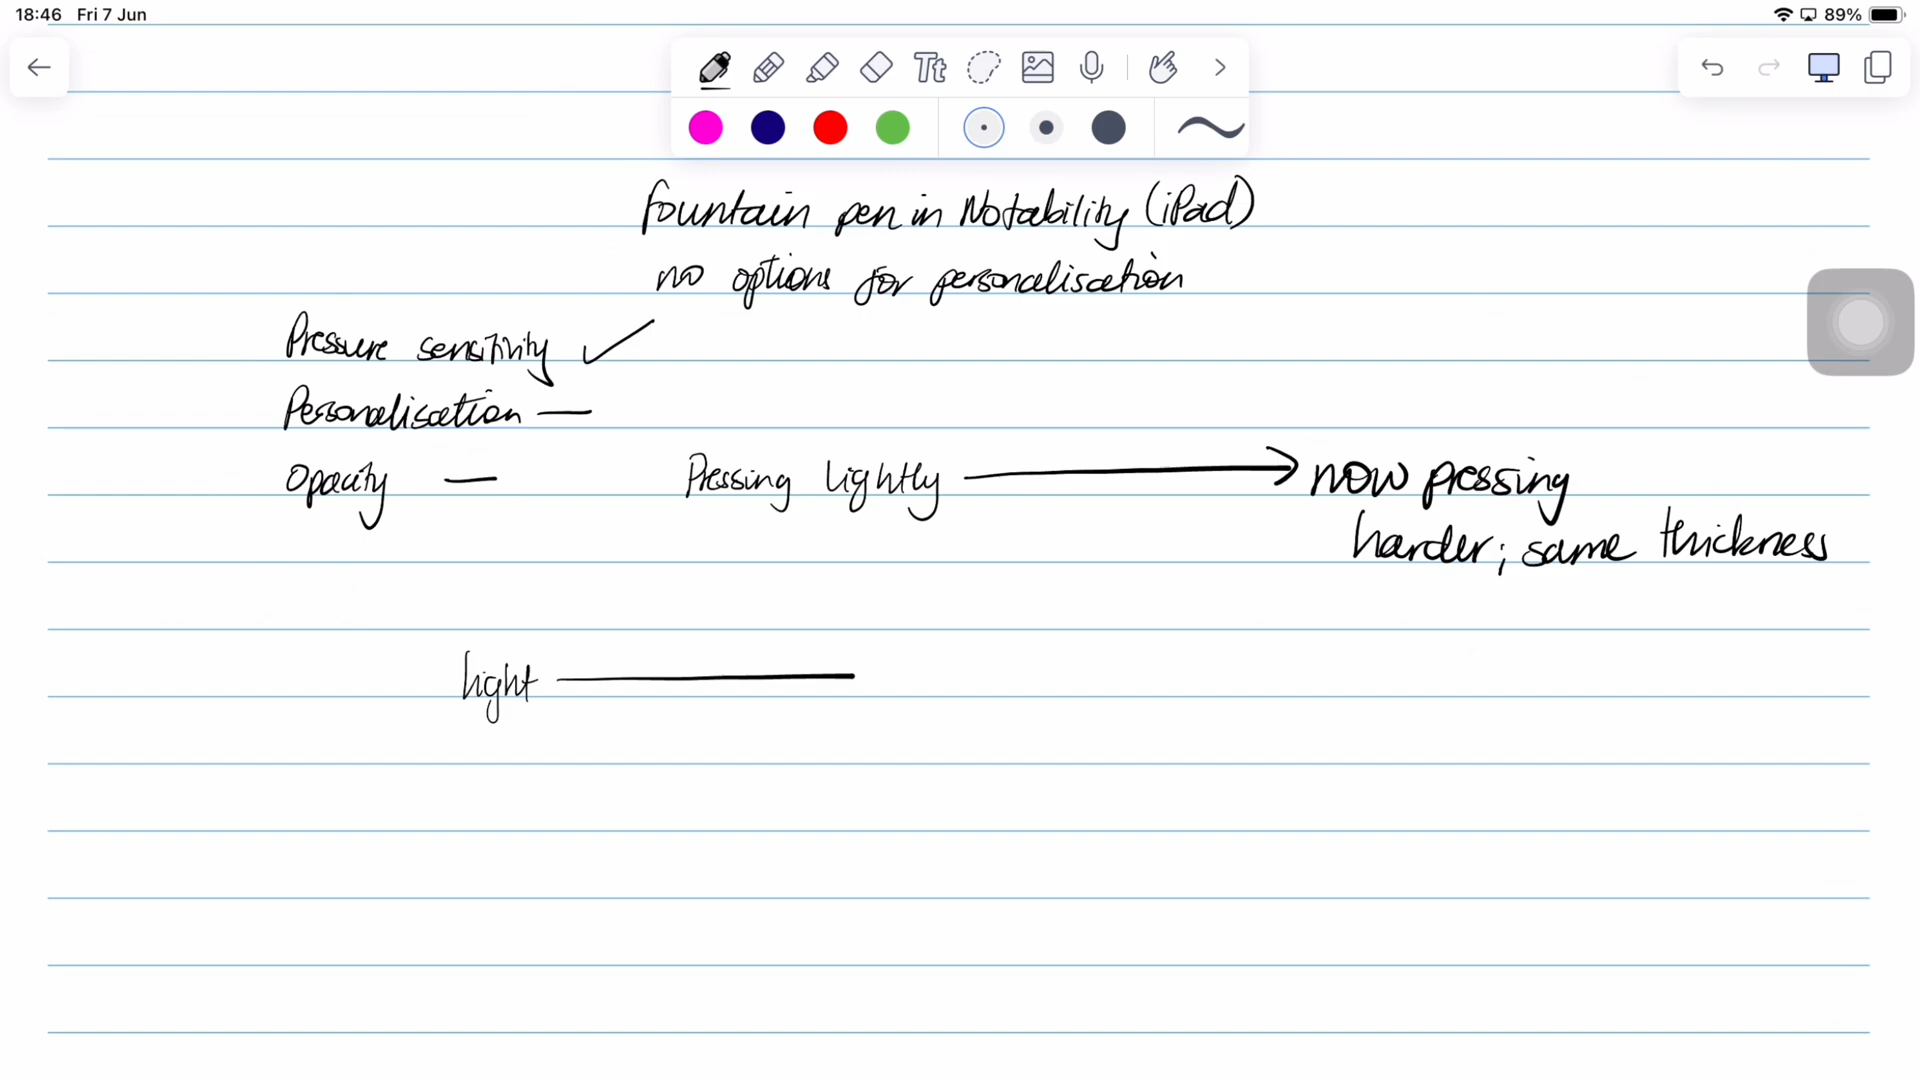 18:46 Fri 7 Jun 89%
Tt
fountain pen in Notability (iPad)
no options for personalisation
Pressure sensitivity ✓
Personalisation —
Opacity —
Pressing lightly → now pressing
harder; same thickness
light —